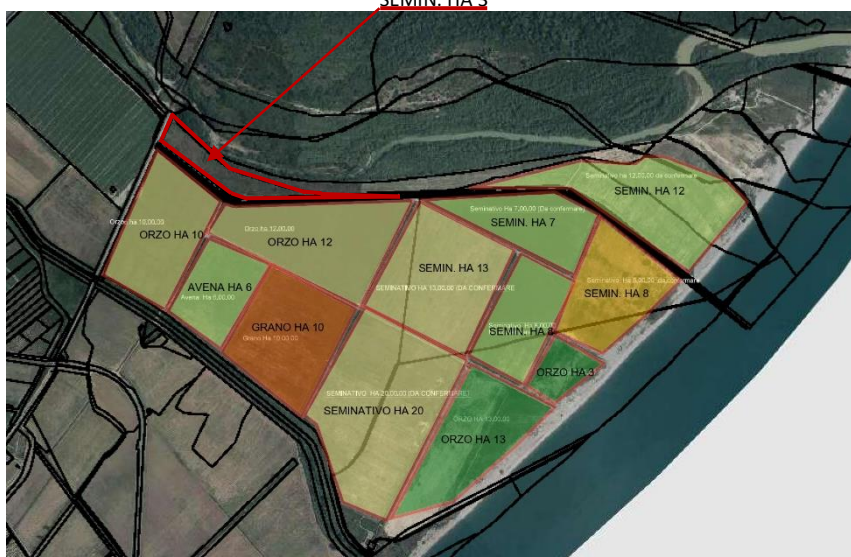 SEMIN. HA 3
Seminativo ha 12,00,00 da confermare
SEMIN. HA 12
Seminativo Ha 7,00,00 (Da confermare)
SEMIN. HA 7
Orzo ha 10,00,00
ORZO HA 10
Orzo ha 12,00,00
ORZO HA 12
SEMIN. HA 13
SEMINATIVO HA 13,00,00 (DA CONFERMARE
AVENA HA 6
Avena Ha 6,00,00
SEMIN. HA 8
GRANO HA 10
Grano Ha 10,00,00
SEMIN. HA
ORZO HA 3
SEMINATIVO HA 20,00,00 (DA CONFERMARE)
SEMINATIVO HA 20
ORZO HA 13,00,00
ORZO HA 13